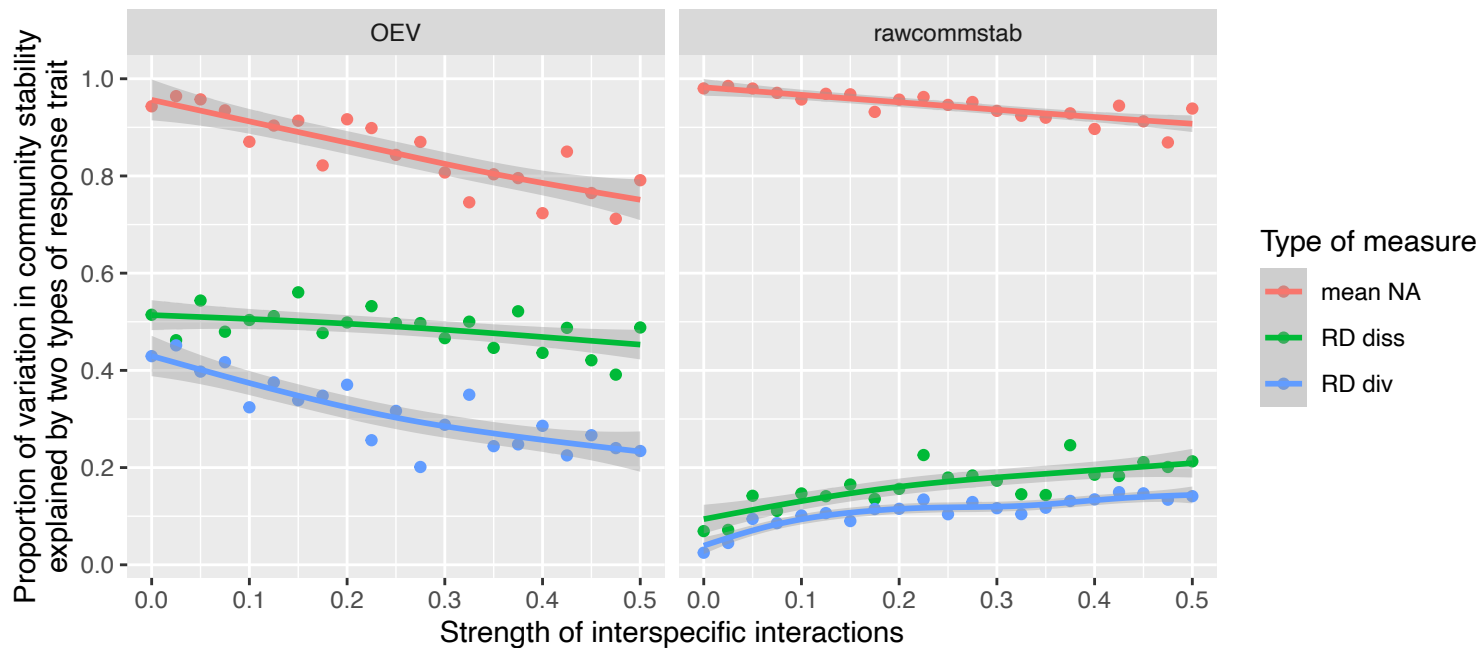 OEV
rawcommstab
Proportion of variation in community stability
explained by two types of response trait
1.0
0.8
0.6
0.4
0.2
0.0
0.0 0.1 0.2 0.3 0.4 0.5
0.0 0.1 0.2 0.3 0.4 0.5
Strength of interspecific interactions
Type of measure
mean NA
RD diss
RD div